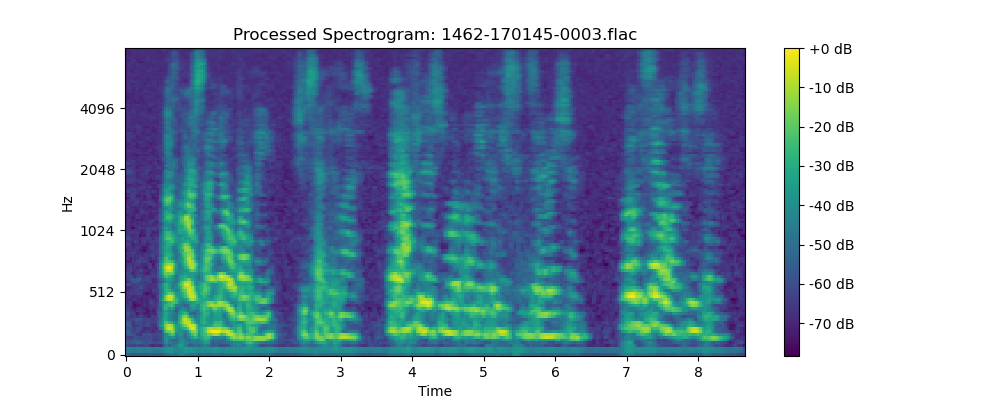 Processed Spectrogram: 1462-170145-0003.flac
Hz
4096
2048
1024
512
0
0 1 2 3 4 5 6 7 8
Time
+0 dB
-10 dB
-20 dB
-30 dB
-40 dB
-50 dB
-60 dB
-70 dB